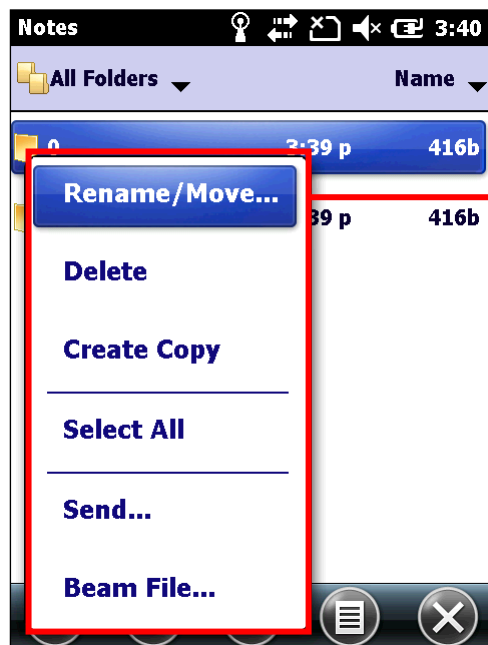 Notes 3:40
All Folders Name
0 3:39 p 416b
39 p 416b
Rename/Move...
Delete
Create Copy
Select All
Send...
Beam File...